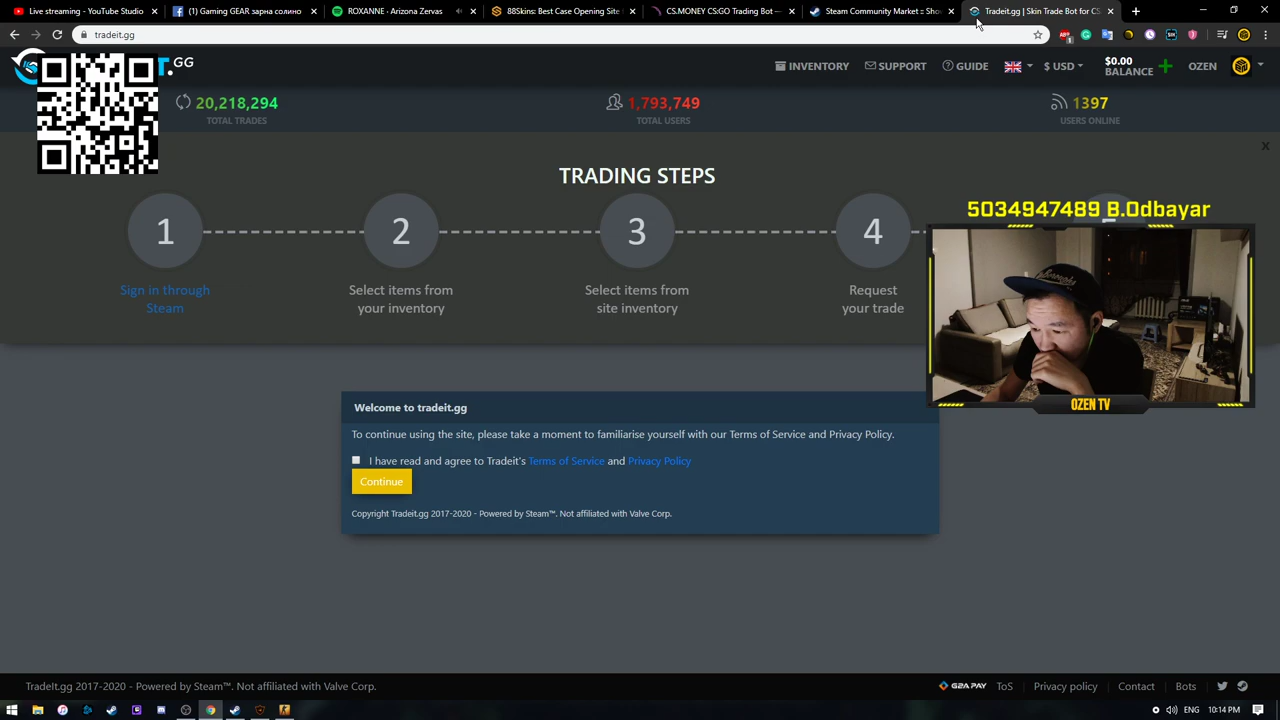 Live streaming - YouTube Studio
(1) Gaming GEAR зарна солино
ROXANNE · Arizona Zervas
88Skins: Best Case Opening Site
CS.MONEY CS:GO Trading Bot —
Steam Community Market :: Sho
Tradeit.gg | Skin Trade Bot for CS:
tradeit.gg
.GG
INVENTORY
SUPPORT
GUIDE
$ USD
$0.00
BALANCE
OZEN
20,218,294
TOTAL TRADES
1,793,749
TOTAL USERS
1397
USERS ONLINE
X
TRADING STEPS
1
2
3
4
Sign in through
Steam
Select items from
your inventory
Select items from
site inventory
Request
your trade
5034947489 B.Odbayar
OZEN TV
Welcome to tradeit.gg
To continue using the site, please take a moment to familiarise yourself with our Terms of Service and Privacy Policy.
I have read and agree to Tradeit's Terms of Service and Privacy Policy
Continue
Copyright Tradeit.gg 2017-2020 - Powered by Steam™. Not affiliated with Valve Corp.
TradeIt.gg 2017-2020 - Powered by Steam™. Not affiliated with Valve Corp.
G2A PAY
ToS
Privacy policy
Contact
Bots
ENG
10:14 PM